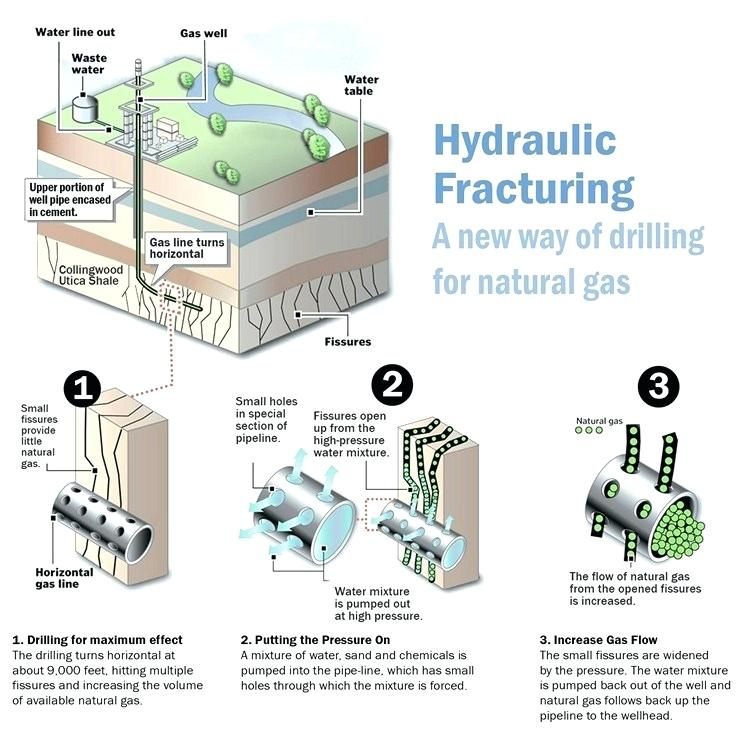 Water line out
Gas well
Waste
water
Water
table
Hydraulic
Fracturing
A new way of drilling
for natural gas
Upper portion of
well pipe encased
in cement.
Gas line turns
horizontal
Collingwood
Utica Shale
Fissures
1
Small
fissures
provide
little
natural
gas.
Horizontal
gas line
2
Small holes
in special
section of
pipeline.
Fissures open
up from the
high-pressure
water mixture.
Water mixture
is pumped out
at high pressure.
3
Natural gas
The flow of natural gas
from the opened fissures
is increased.
1. Drilling for maximum effect
The drilling turns horizontal at
about 9,000 feet, hitting multiple
fissures and increasing the volume
of available natural gas.
2. Putting the Pressure On
A mixture of water, sand and chemicals is
pumped into the pipe-line, which has small
holes through which the mixture is forced.
3. Increase Gas Flow
The small fissures are widened
by the pressure. The water mixture
is pumped back out of the well and
natural gas follows back up the
pipeline to the wellhead.